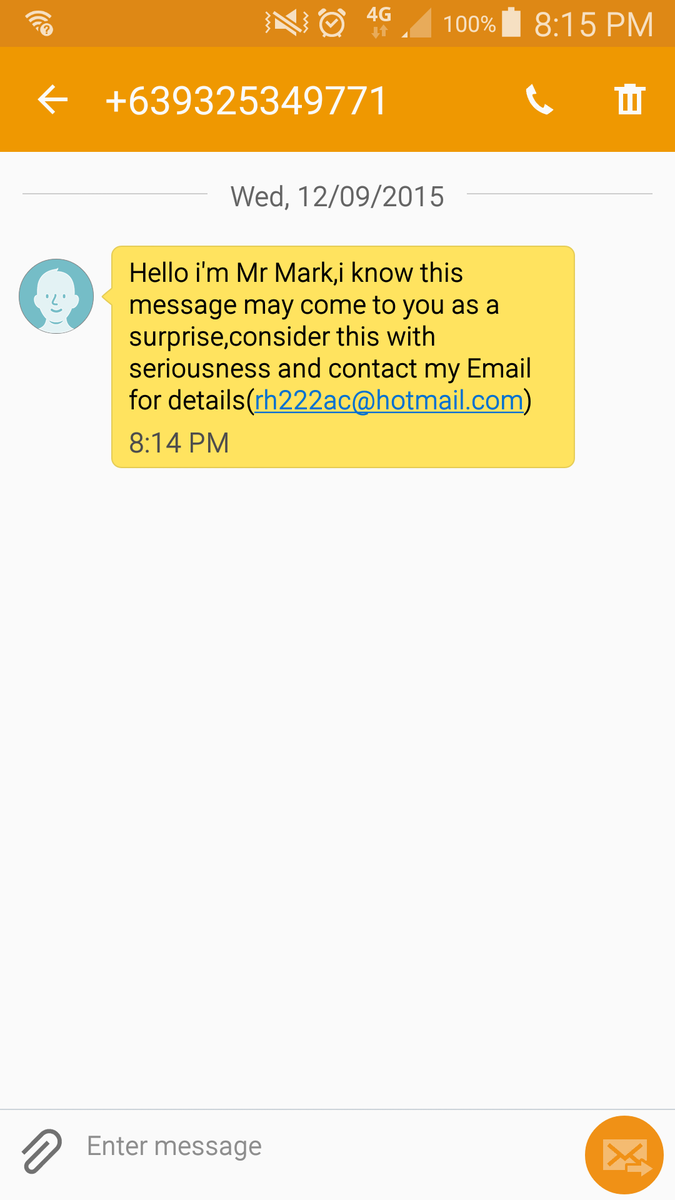 4G 100% 8:15 PM
+639325349771
Wed, 12/09/2015
Hello i'm Mr Mark,i know this
message may come to you as a
surprise,consider this with
seriousness and contact my Email
for details(rh222ac@hotmail.com)
8:14 PM
Enter message